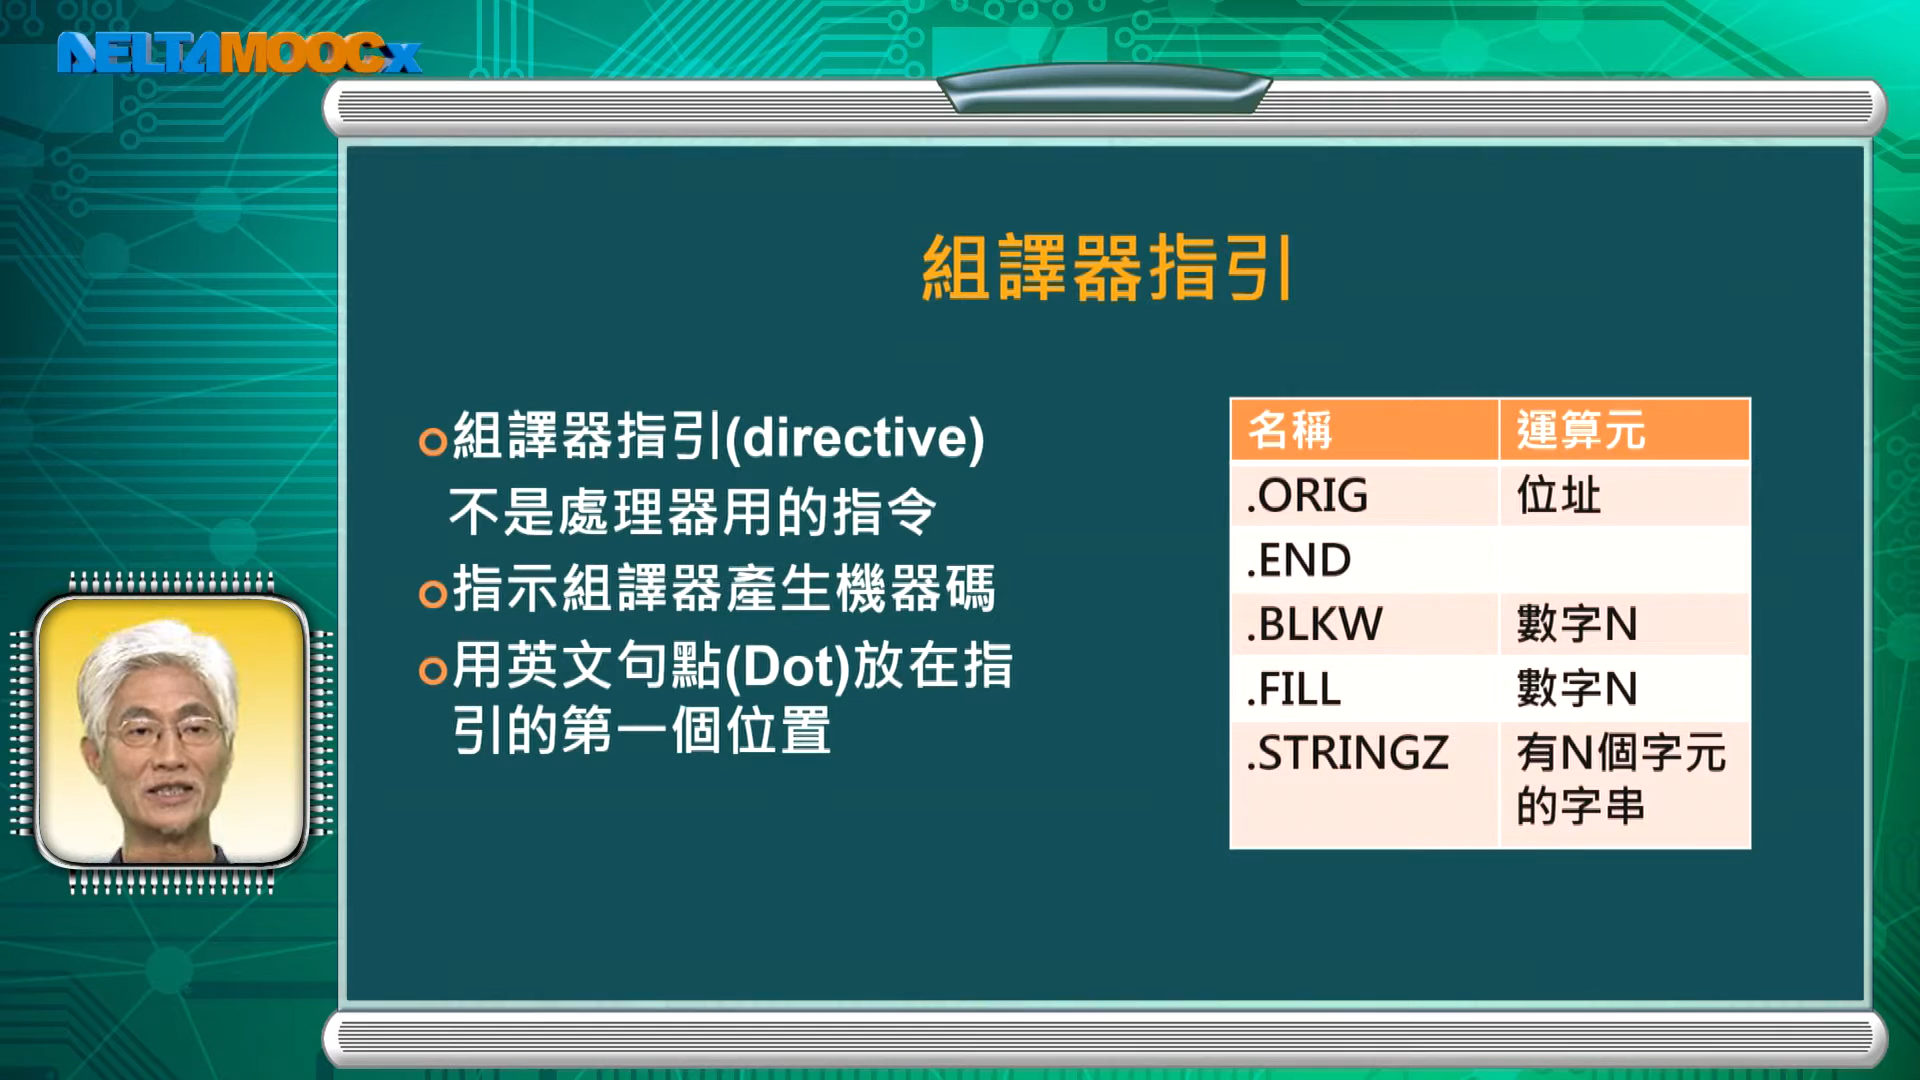 DELTAMOOCx
組譯器指引
組譯器指引(directive)
不是處理器用的指令
指示組譯器產生機器碼
用英文句點(Dot)放在指
引的第一個位置
名稱 運算元
.ORIG 位址
.END
.BLKW 數字N
.FILL 數字N
.STRINGZ 有N個字元
的字串